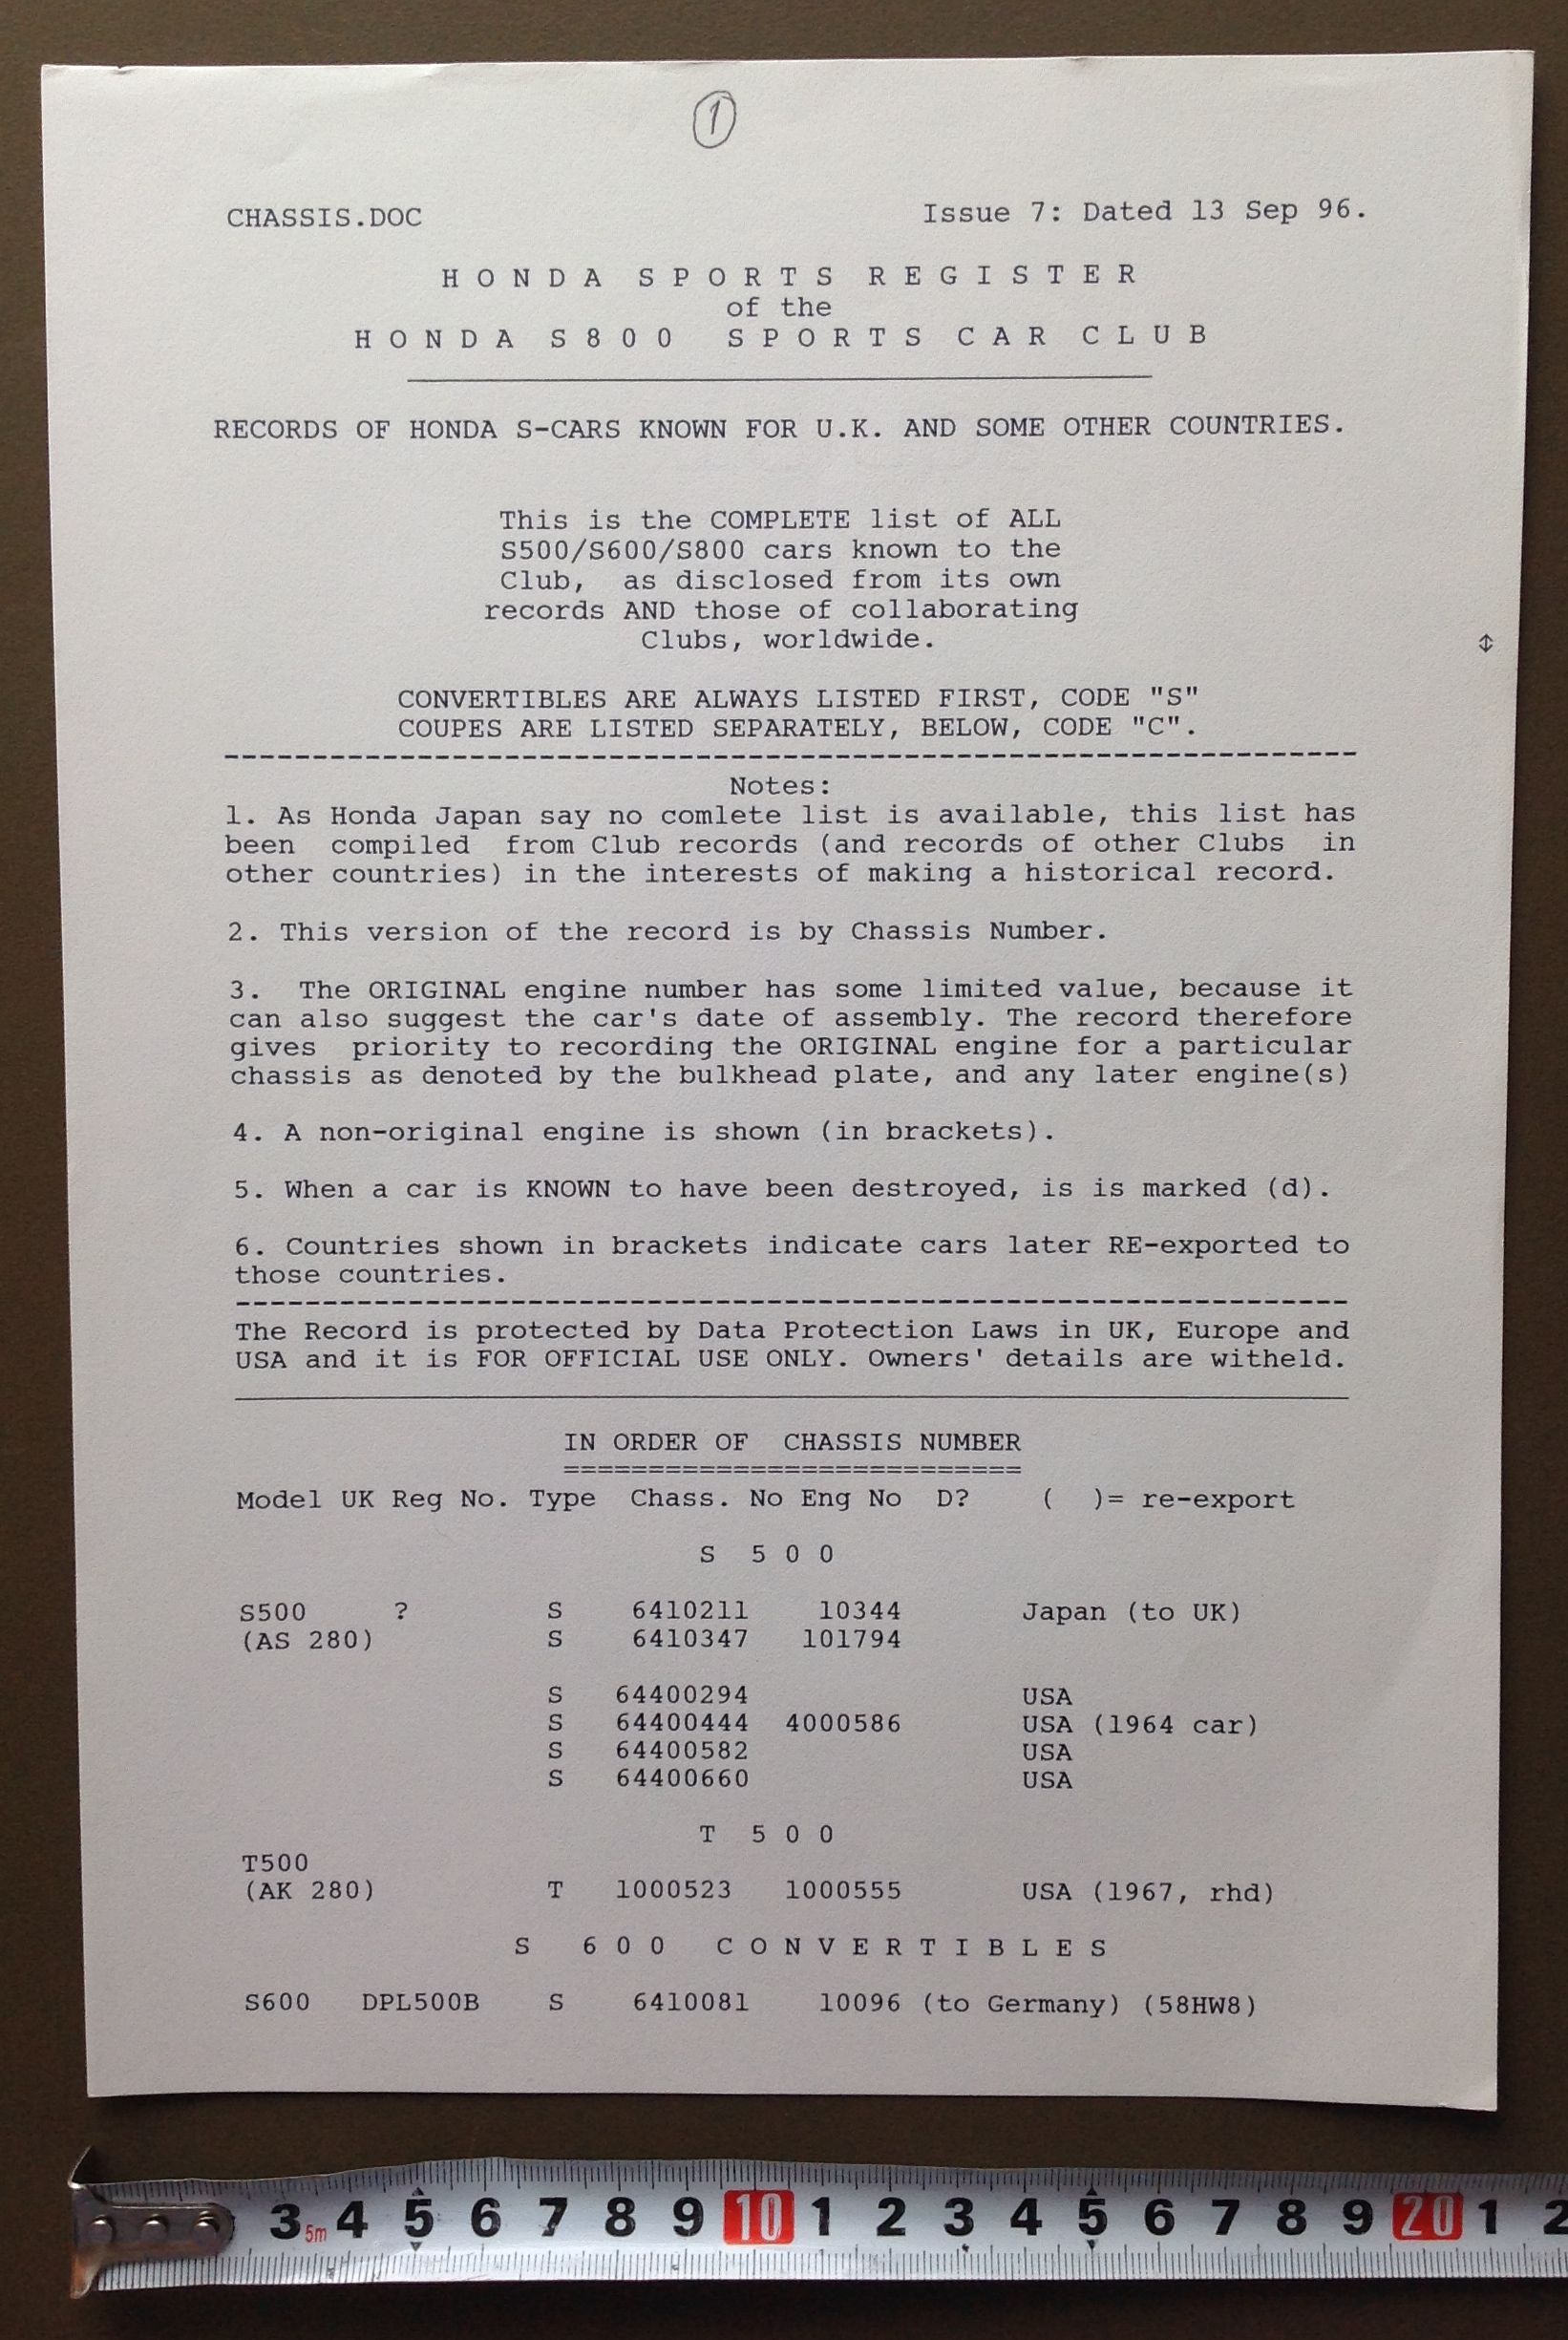 1
CHASSIS.DOC Issue 7: Dated 13 Sep 96.
H O N D A S P O R T S R E G I S T E R
of the
H O N D A S 8 0 0 S P O R T S C A R C L U B
RECORDS OF HONDA S-CARS KNOWN FOR U.K. AND SOME OTHER COUNTRIES.
This is the COMPLETE list of ALL
S500/S600/S800 cars known to the
Club, as disclosed from its own
records AND those of collaborating
Clubs, worldwide.
⇕
CONVERTIBLES ARE ALWAYS LISTED FIRST, CODE "S"
COUPES ARE LISTED SEPARATELY, BELOW, CODE "C".
----------------------------------------------------------------
Notes:
1. As Honda Japan say no comlete list is available, this list has
been compiled from Club records (and records of other Clubs in
other countries) in the interests of making a historical record.
2. This version of the record is by Chassis Number.
3. The ORIGINAL engine number has some limited value, because it
can also suggest the car's date of assembly. The record therefore
gives priority to recording the ORIGINAL engine for a particular
chassis as denoted by the bulkhead plate, and any later engine(s)
4. A non-original engine is shown (in brackets).
5. When a car is KNOWN to have been destroyed, is is marked (d).
6. Countries shown in brackets indicate cars later RE-exported to
those countries.
----------------------------------------------------------------
The Record is protected by Data Protection Laws in UK, Europe and
USA and it is FOR OFFICIAL USE ONLY. Owners' details are witheld.
IN ORDER OF CHASSIS NUMBER
===========================
Model UK Reg No. Type Chass. No Eng No D? ( )= re-export
S 5 0 0
S500 ? S 6410211 10344 Japan (to UK)
(AS 280) S 6410347 101794
S 64400294 USA
S 64400444 4000586 USA (1964 car)
S 64400582 USA
S 64400660 USA
T 5 0 0
T500
(AK 280) T 1000523 1000555 USA (1967, rhd)
S 6 0 0 C O N V E R T I B L E S
S600 DPL500B S 6410081 10096 (to Germany) (58HW8)
3 5m 4 5 6 7 8 9 10 1 2 3 4 5 6 7 8 9 20 1 2